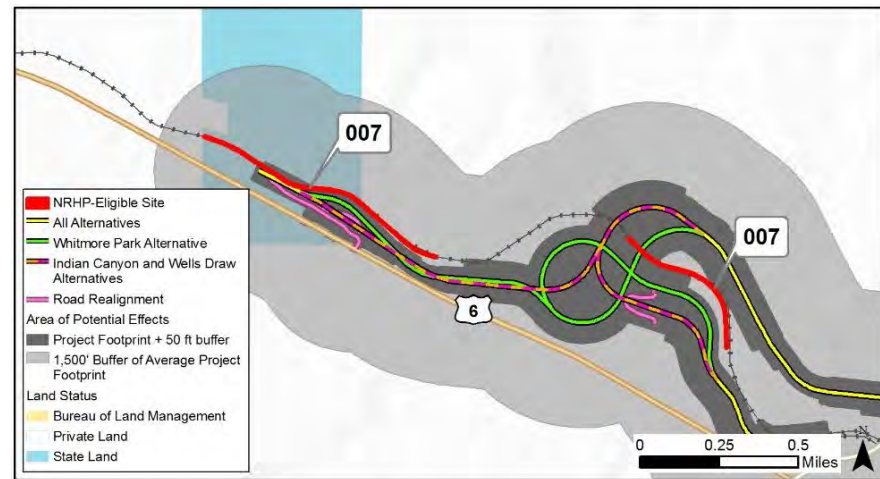 007
007
6
NRHP-Eligible Site
All Alternatives
Whitmore Park Alternative
Indian Canyon and Wells Draw
Alternatives
Road Realignment
Area of Potential Effects
Project Footprint + 50 ft buffer
1,500' Buffer of Average Project
Footprint
Land Status
Bureau of Land Management
Private Land
State Land
N
0 0.25 0.5
Miles